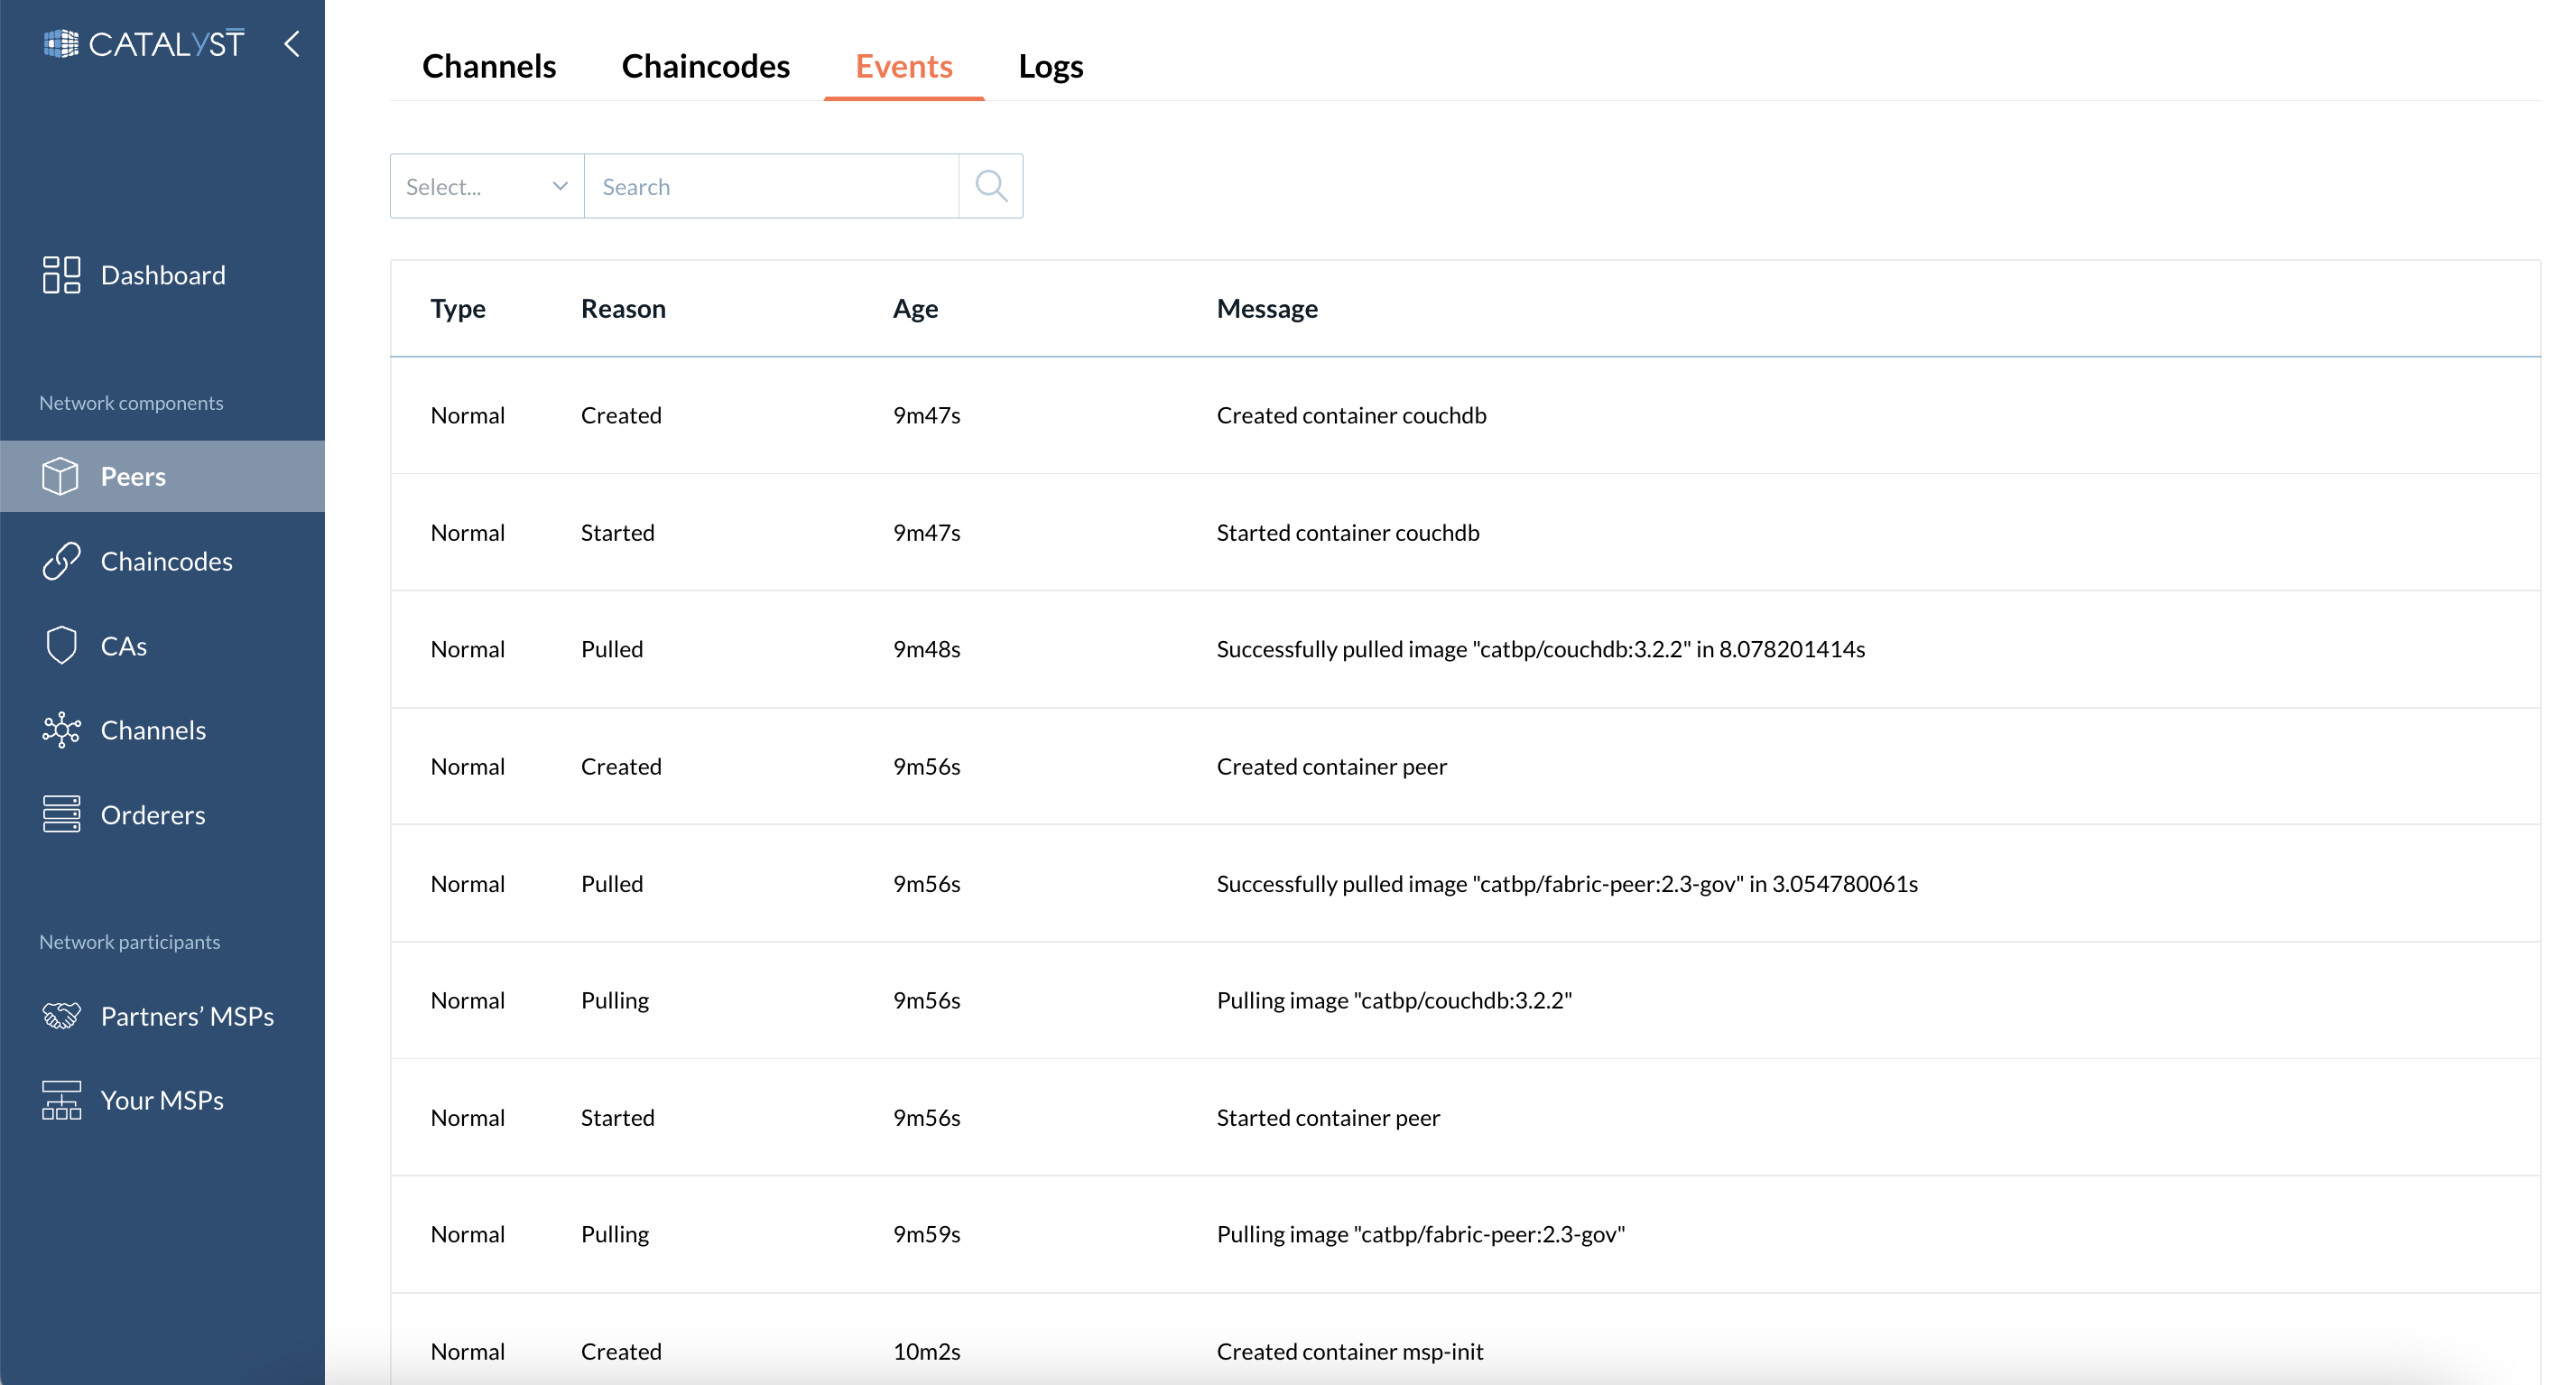 CATALYST
Dashboard
Network components
Peers
Chaincodes
CAs
Channels
Orderers
Network participants
Partners’ MSPs
Your MSPs
Channels Chaincodes Events Logs
Select... Search
Type Reason Age Message
Normal Created 9m47s Created container couchdb
Normal Started 9m47s Started container couchdb
Normal Pulled 9m48s Successfully pulled image "catbp/couchdb:3.2.2" in 8.078201414s
Normal Created 9m56s Created container peer
Normal Pulled 9m56s Successfully pulled image "catbp/fabric-peer:2.3-gov" in 3.054780061s
Normal Pulling 9m56s Pulling image "catbp/couchdb:3.2.2"
Normal Started 9m56s Started container peer
Normal Pulling 9m59s Pulling image "catbp/fabric-peer:2.3-gov"
Normal Created 10m2s Created container msp-init